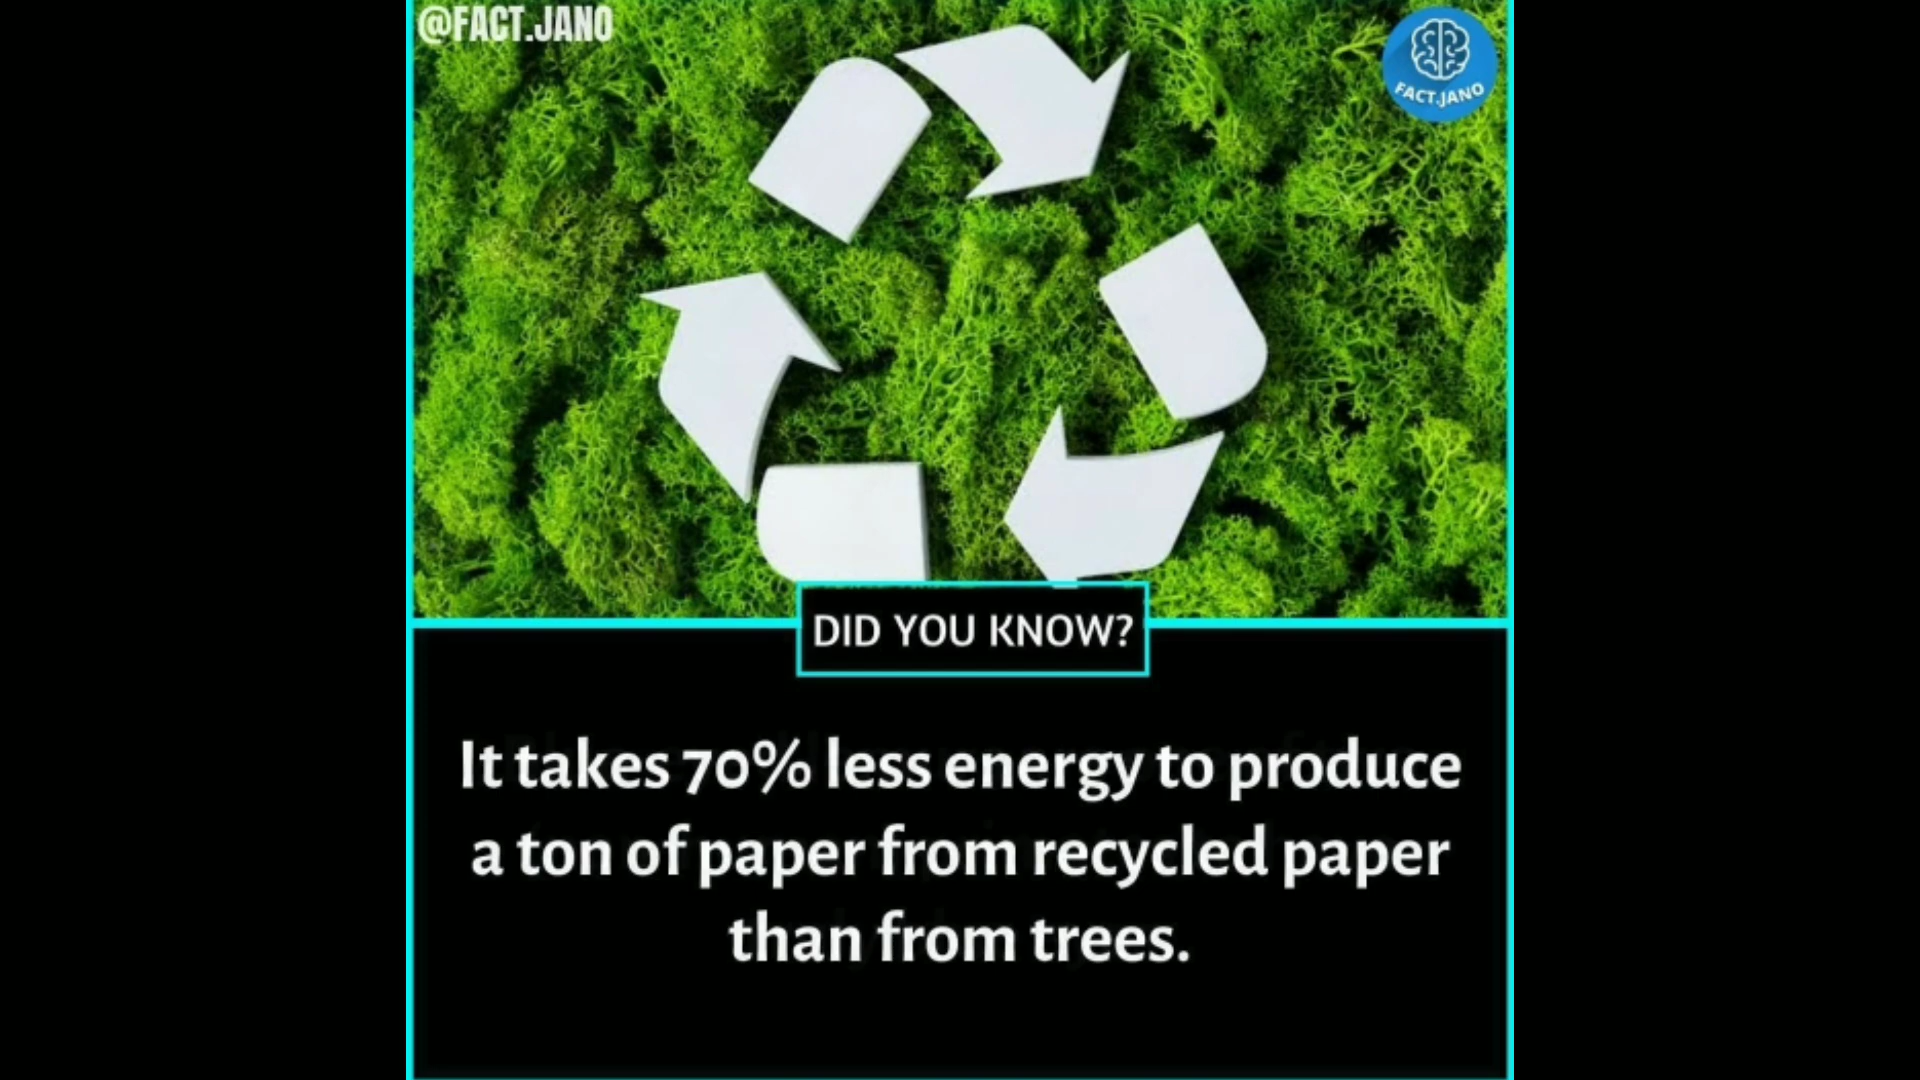 @FACT.JANO
FACT.JANO
DID YOU KNOW?
It takes 70% less energy to produce
a ton of paper from recycled paper
than from trees.